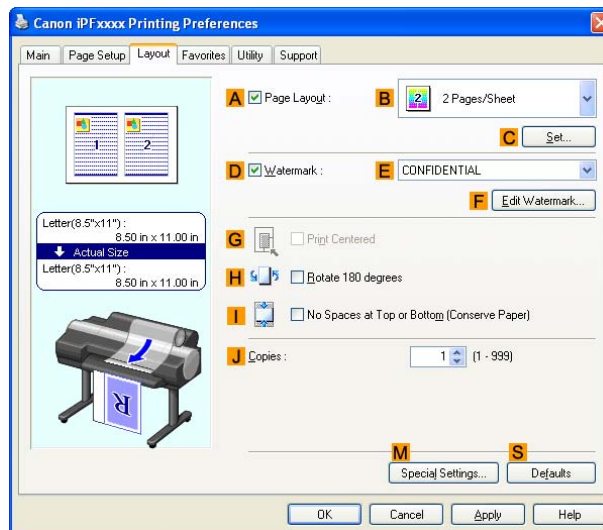 Canon iPFxxxx Printing Preferences
Main Page Setup Layout Favorites Utility Support
A Page Layout : B 2 2 Pages/Sheet
1 2
C Set...
D Watermark : E CONFIDENTIAL
F Edit Watermark...
Letter(8.5"x11") :
8.50 in x 11.00 in
Actual Size
Letter(8.5"x11") :
8.50 in x 11.00 in
G Print Centered
H Rotate 180 degrees
I No Spaces at Top or Bottom (Conserve Paper)
J Copies : 1 (1 - 999)
R
M S
Special Settings... Defaults
OK Cancel Apply Help